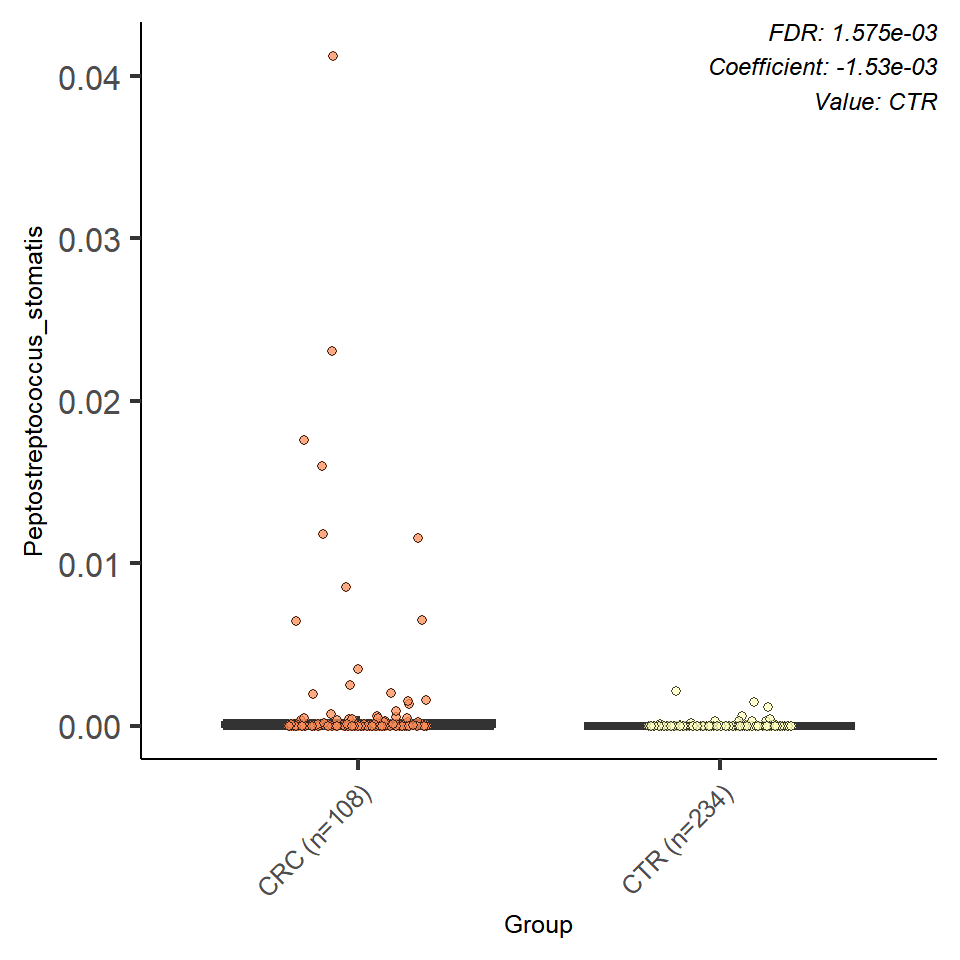 FDR: 1.575e-03
Coefficient: -1.53e-03
Value: CTR
Peptostreptococcus_stomatis
0.04
0.03
0.02
0.01
0.00
CRC (n=108)
CTR (n=234)
Group